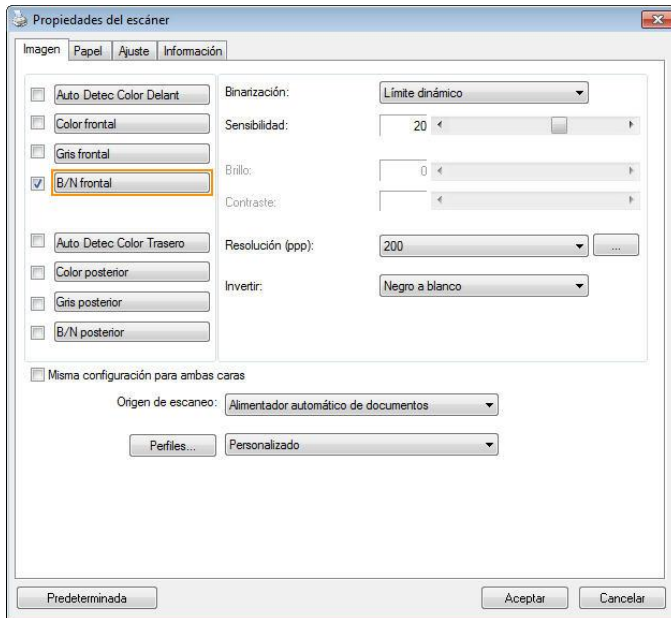 Propiedades del escáner
Imagen Papel Ajuste Información
Auto Detec Color Delant
Color frontal
Gris frontal
B/N frontal
Auto Detec Color Trasero
Color posterior
Gris posterior
B/N posterior
Binarización: Límite dinámico
Sensibilidad: 20
Brillo: 0
Contraste:
Resolución (ppp): 200 ...
Invertir: Negro a blanco
Misma configuración para ambas caras
Origen de escaneo: Alimentador automático de documentos
Perfiles... Personalizado
Predeterminada Aceptar Cancelar